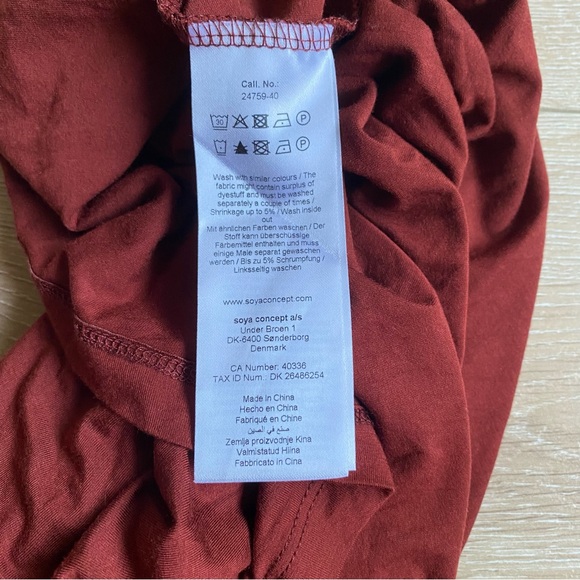 Call. No.:
24759-40
30 P
P
Wash with similar colours / The
fabric might contain surplus of
dyestuff and must be washed
separately a couple of times /
Shrinkage up to 5% / Wash inside
out
Mit ähnlichen Farben waschen / Der
Stoff kann überschüssige
Färbemittel enthalten und muss
einige Male separat gewaschen
werden / Bis zu 5% Schrumpfung /
Linksseitig waschen
www.soyaconcept.com
soya concept a/s
Under Broen 1
DK-6400 Sønderborg
Denmark
CA Number: 40336
TAX ID Num.: DK 26486254
Made in China
Hecho en China
Fabriqué en Chine
صنع في الصين
Zemlja proizvodnje Kina
Valmistatud Hiina
Fabbricato in Cina